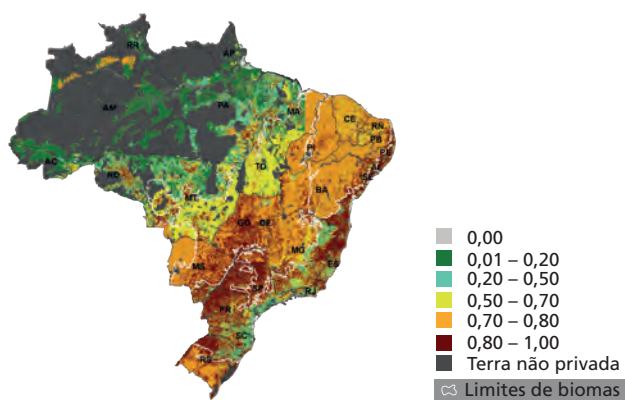 RR
AP
AM
PA
MA
CE
RN
PB
PE
PI
AL
SE
AC
RO
TO
BA
MT
GO
DF
MG
ES
MS
SP
RJ
PR
SC
RS
0,00
0,01 – 0,20
0,20 – 0,50
0,50 – 0,70
0,70 – 0,80
0,80 – 1,00
Terra não privada
Limites de biomas